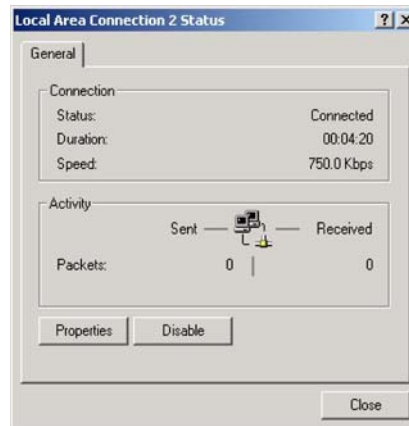 Local Area Connection 2 Status
General
Connection
Status: Connected
Duration: 00:04:20
Speed: 750.0 Kbps
Activity
Sent Received
Packets: 0 0
Properties Disable
Close